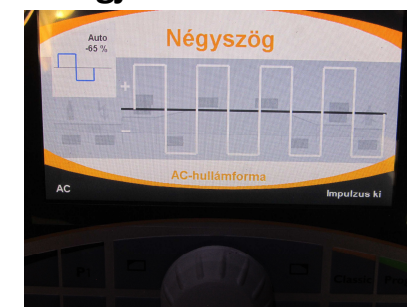 Auto
-65 %
Négyszög
+
−
AC-hullámforma
AC
Impulzus ki